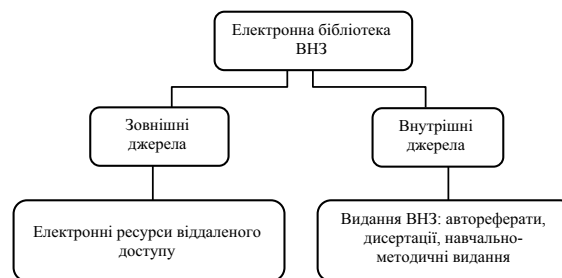 Електронна бібліотека
ВНЗ
Зовнішні
джерела
Внутрішні
джерела
Електронні ресурси віддаленого
доступу
Видання ВНЗ: автореферати,
дисертації, навчально-
методичні видання